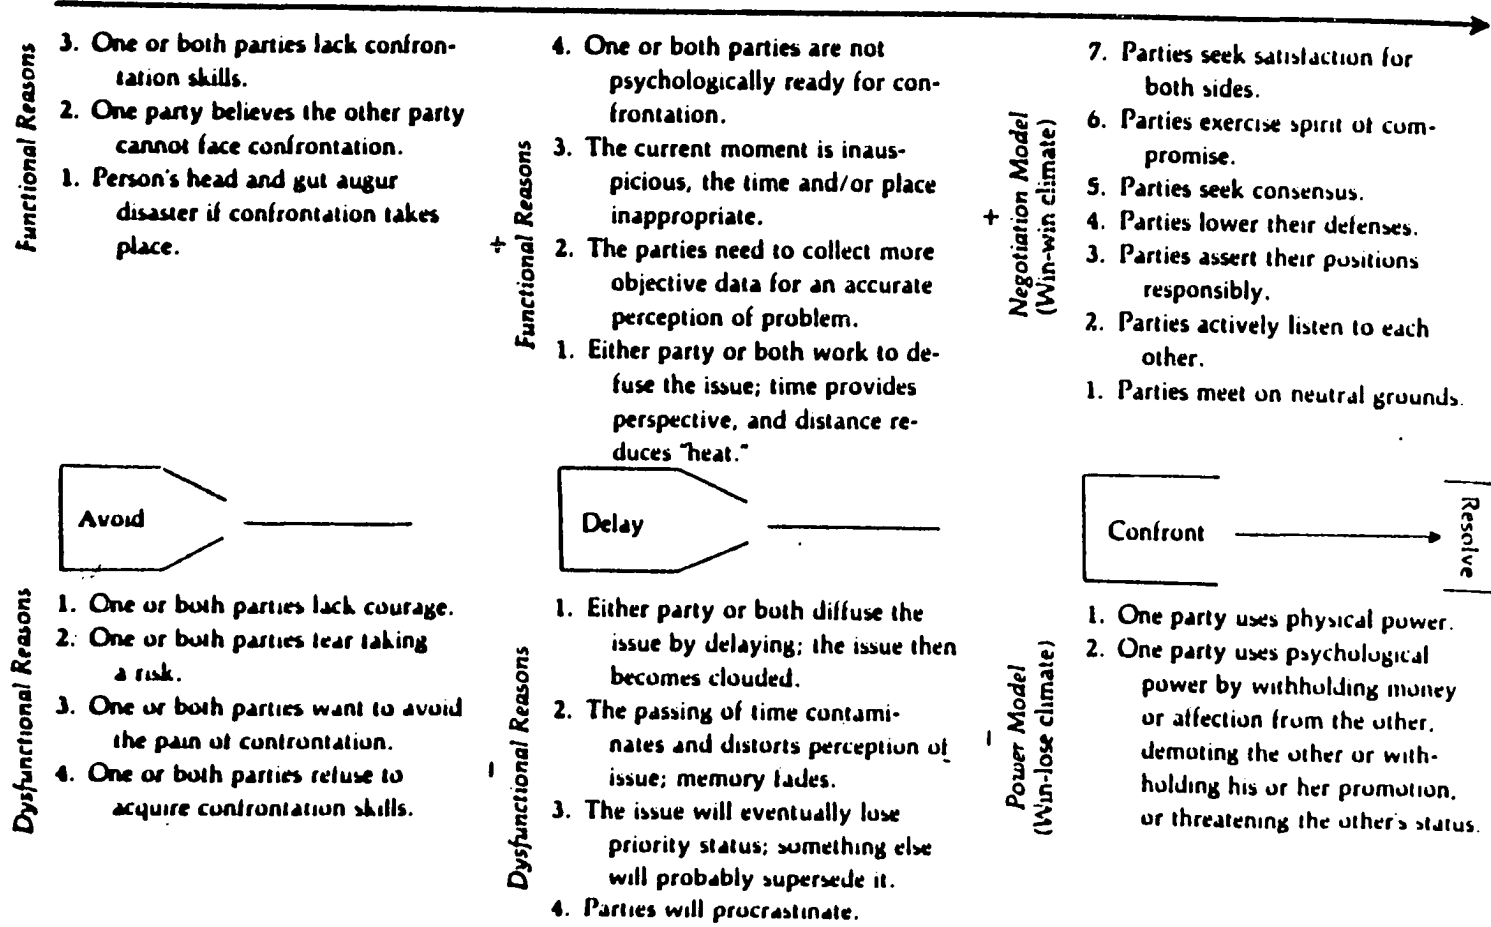 Functional Reasons
3. One or both parties lack confron-
tation skills.
2. One party believes the other party
cannot face confrontation.
1. Person's head and gut augur
disaster if confrontation takes
place.
+
Functional Reasons
4. One or both parties are not
psychologically ready for con-
frontation.
3. The current moment is inaus-
picious, the time and/or place
inappropriate.
2. The parties need to collect more
objective data for an accurate
perception of problem.
1. Either party or both work to de-
fuse the issue; time provides
perspective, and distance re-
duces "heat."
+
Negotiation Model
(Win-win climate)
7. Parties seek satisfaction for
both sides.
6. Parties exercise spirit of com-
promise.
5. Parties seek consensus.
4. Parties lower their defenses.
3. Parties assert their positions
responsibly.
2. Parties actively listen to each
other.
1. Parties meet on neutral grounds.
Avoid
Delay
Confront
Resolve
Dysfunctional Reasons
1. One or both parties lack courage.
2. One or both parties fear taking
a risk.
3. One or both parties want to avoid
the pain of confrontation.
4. One or both parties refuse to
acquire confrontation skills.
-
Dysfunctional Reasons
1. Either party or both diffuse the
issue by delaying; the issue then
becomes clouded.
2. The passing of time contami-
nates and distorts perception of
issue; memory fades.
3. The issue will eventually lose
priority status; something else
will probably supersede it.
4. Parties will procrastinate.
-
Power Model
(Win-lose climate)
1. One party uses physical power.
2. One party uses psychological
power by withholding money
or affection from the other,
demoting the other or with-
holding his or her promotion,
or threatening the other's status.